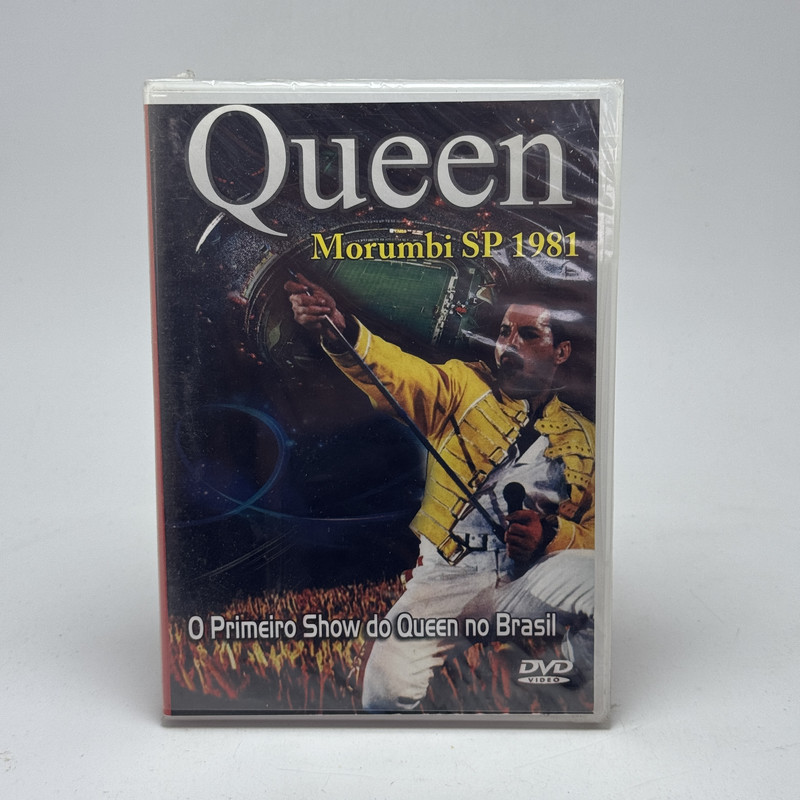 Queen
Morumbi SP 1981
O Primeiro Show do Queen no Brasil
DVD
VIDEO